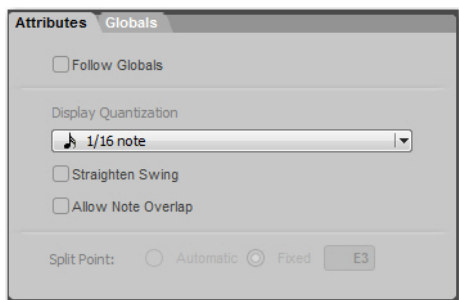 Attributes Globals
Follow Globals
Display Quantization
1/16 note
Straighten Swing
Allow Note Overlap
Split Point: Automatic Fixed E3